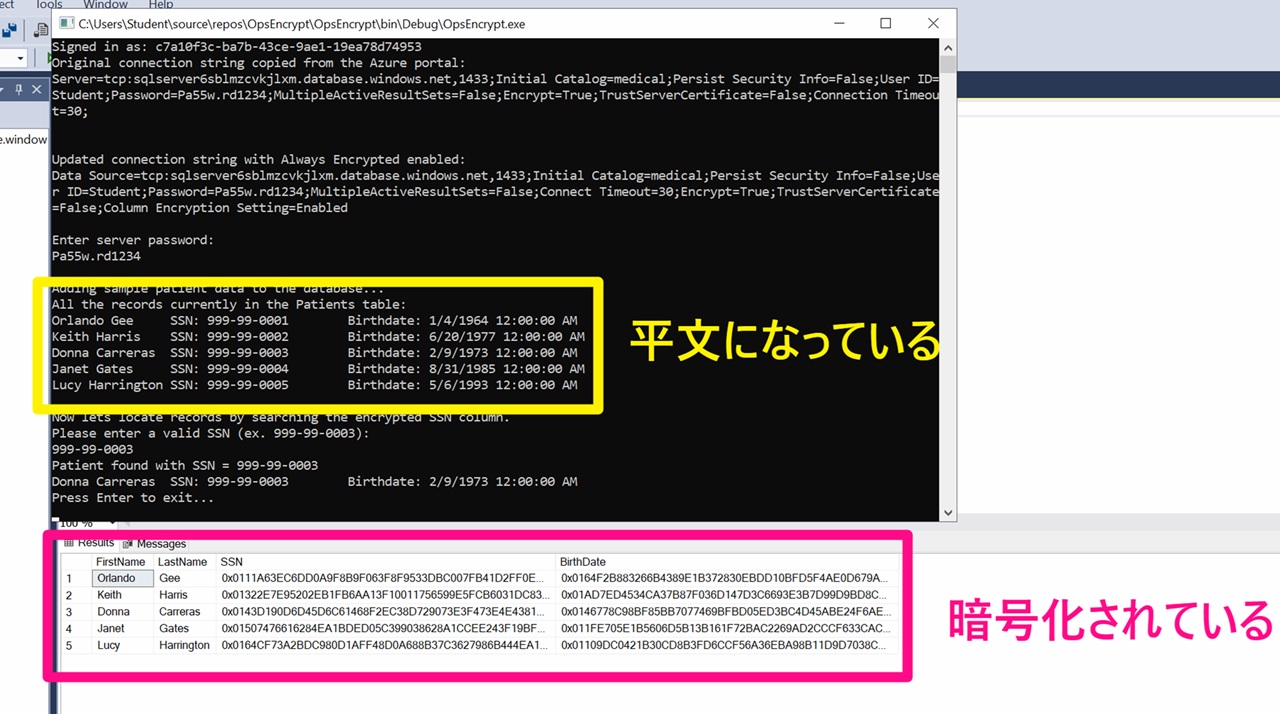 ect Tools Window Help
C:\Users\Student\source\repos\OpsEncrypt\OpsEncrypt\bin\Debug\OpsEncrypt.exe
Signed in as: c7a10f3c-ba7b-43ce-9ae1-19ea78d74953
Original connection string copied from the Azure portal:
Server=tcp:sqlserver6sblmzcvkjlxm.database.windows.net,1433;Initial Catalog=medical;Persist Security Info=False;User ID=
Student;Password=Pa55w.rd1234;MultipleActiveResultSets=False;Encrypt=True;TrustServerCertificate=False;Connection Timeou
t=30;
e.window
Updated connection string with Always Encrypted enabled:
Data Source=tcp:sqlserver6sblmzcvkjlxm.database.windows.net,1433;Initial Catalog=medical;Persist Security Info=False;Use
r ID=Student;Password=Pa55w.rd1234;MultipleActiveResultSets=False;Connect Timeout=30;Encrypt=True;TrustServerCertificate
=False;Column Encryption Setting=Enabled
Enter server password:
Pa55w.rd1234
Adding sample patient data to the database...
All the records currently in the Patients table:
Orlando Gee SSN: 999-99-0001 Birthdate: 1/4/1964 12:00:00 AM
Keith Harris SSN: 999-99-0002 Birthdate: 6/20/1977 12:00:00 AM
Donna Carreras SSN: 999-99-0003 Birthdate: 2/9/1973 12:00:00 AM
Janet Gates SSN: 999-99-0004 Birthdate: 8/31/1985 12:00:00 AM
Lucy Harrington SSN: 999-99-0005 Birthdate: 5/6/1993 12:00:00 AM
平文になっている
Now lets locate records by searching the encrypted SSN column.
Please enter a valid SSN (ex. 999-99-0003):
999-99-0003
Patient found with SSN = 999-99-0003
Donna Carreras SSN: 999-99-0003 Birthdate: 2/9/1973 12:00:00 AM
Press Enter to exit...
100 %
Results Messages
FirstName LastName SSN BirthDate
1 Orlando Gee 0x0111A63EC6DD0A9F8B9F063F8F9533DBC007FB41D2FF0E... 0x0164F2B883266B4389E1B372830EBDD10BFD5F4AE0D679A...
2 Keith Harris 0x01322E7E95202EB1FB6AA13F10011756599E5FCB6031DC83... 0x01AD7ED4534CA37B87F036D147D3C6693E3B7D99D9BD8C...
3 Donna Carreras 0x0143D19D6D45D9C61468F2EC38D729073E3F473E4E4381... 0x0146778C98BF85BB7077469BFBD05ED3BC4D45ABE24F6AE...
4 Janet Gates 0x01507476616284EA1BDEDD5C39903828A1CCEE243F19BF... 0x011FE705E1B5606D5B13B161F72BAC2269AD2CCCF633CAC...
5 Lucy Harrington 0x0164CF73A2BDC980D1AFF48D0A688B37C3627986B444EA1... 0x01109DC0421B30CD8B3FD6CCF56A36EBA98B11D9D7038C...
暗号化されている